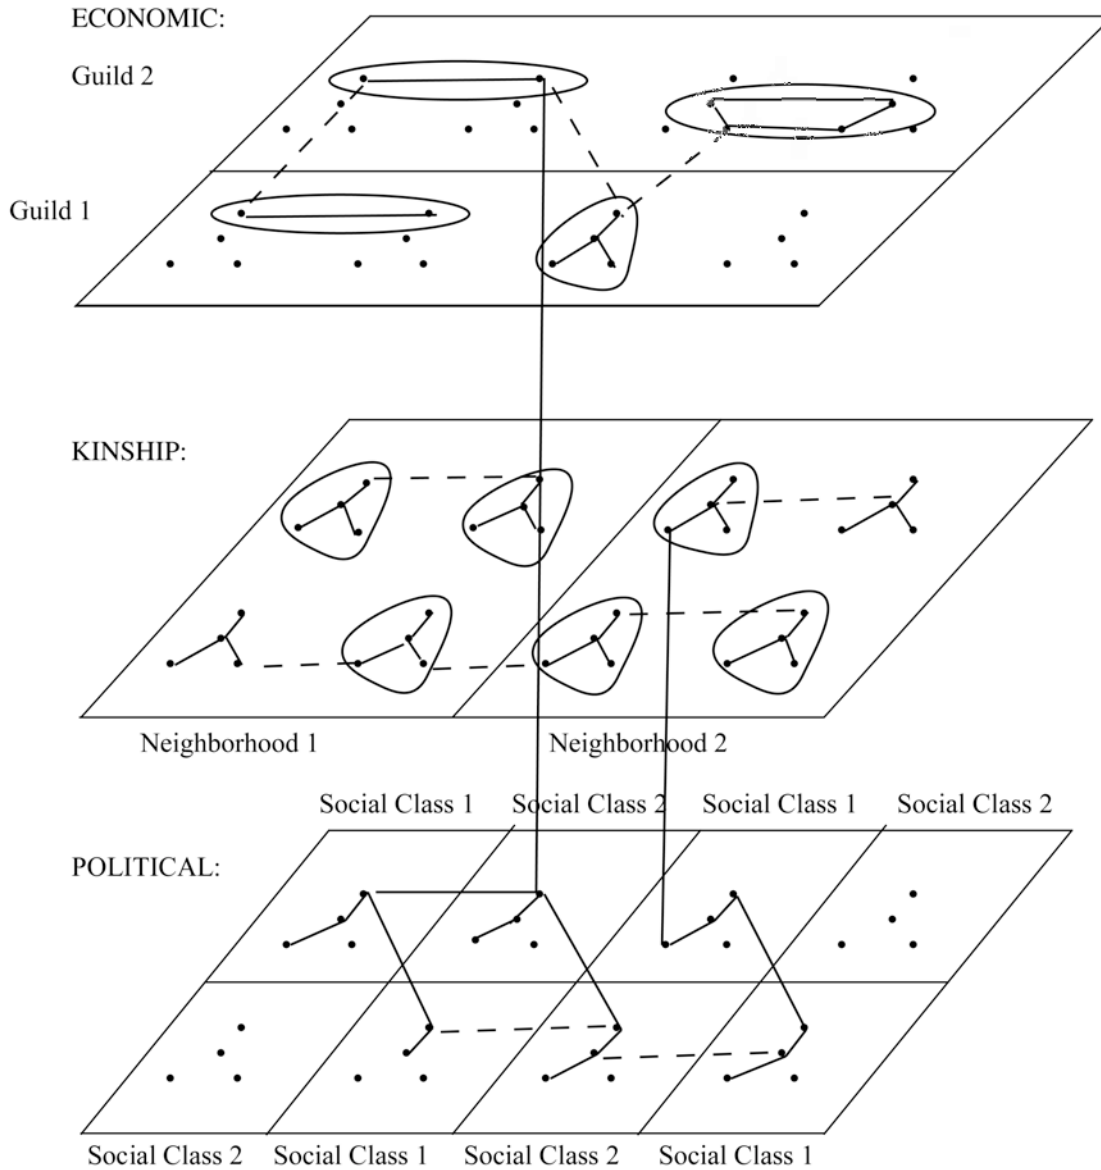 ECONOMIC:
Guild 2
Guild 1
KINSHIP:
Neighborhood 1 Neighborhood 2
Social Class 1 Social Class 2 Social Class 1 Social Class 2
POLITICAL:
Social Class 2 Social Class 1 Social Class 2 Social Class 1